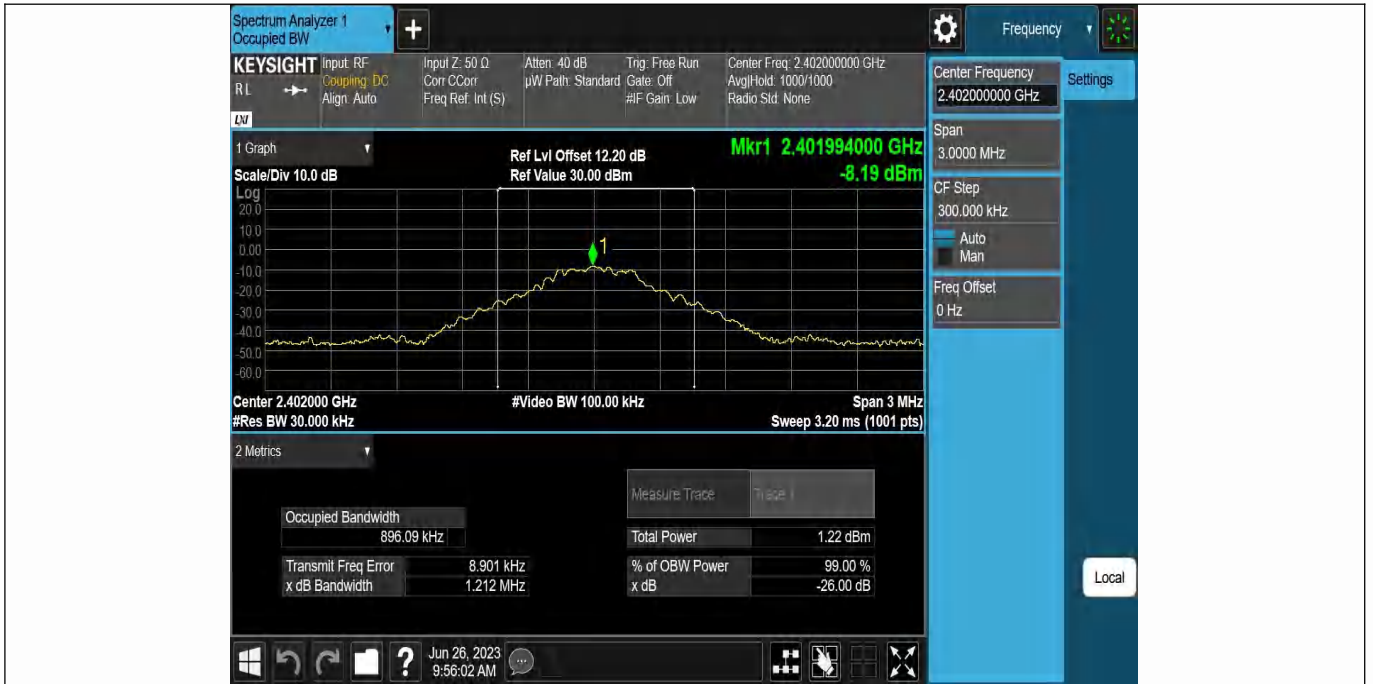 Spectrum Analyzer 1
Occupied BW
+
Frequency
KEYSIGHT
RL
LXI
Input: RF
Coupling: DC
Align: Auto
Input Z: 50 Ω
Corr CCorr
Freq Ref: Int (S)
Atten: 40 dB
µW Path: Standard
Trig: Free Run
Gate: Off
#IF Gain: Low
Center Freq: 2.402000000 GHz
Avg|Hold: 1000/1000
Radio Std: None
Center Frequency
2.402000000 GHz
Settings
Span
3.0000 MHz
CF Step
300.000 kHz
Auto
Man
Freq Offset
0 Hz
1 Graph
Scale/Div 10.0 dB
Ref Lvl Offset 12.20 dB
Ref Value 30.00 dBm
Mkr1 2.401994000 GHz
-8.19 dBm
Log
20.0
10.0
0.00
-10.0
-20.0
-30.0
-40.0
-50.0
-60.0
1
Center 2.402000 GHz
#Video BW 100.00 kHz
Span 3 MHz
#Res BW 30.000 kHz
Sweep 3.20 ms (1001 pts)
2 Metrics
Measure Trace
Trace 1
Occupied Bandwidth
896.09 kHz
Total Power
1.22 dBm
Transmit Freq Error
8.901 kHz
% of OBW Power
99.00 %
x dB Bandwidth
1.212 MHz
x dB
-26.00 dB
Local
?
Jun 26, 2023
9:56:02 AM